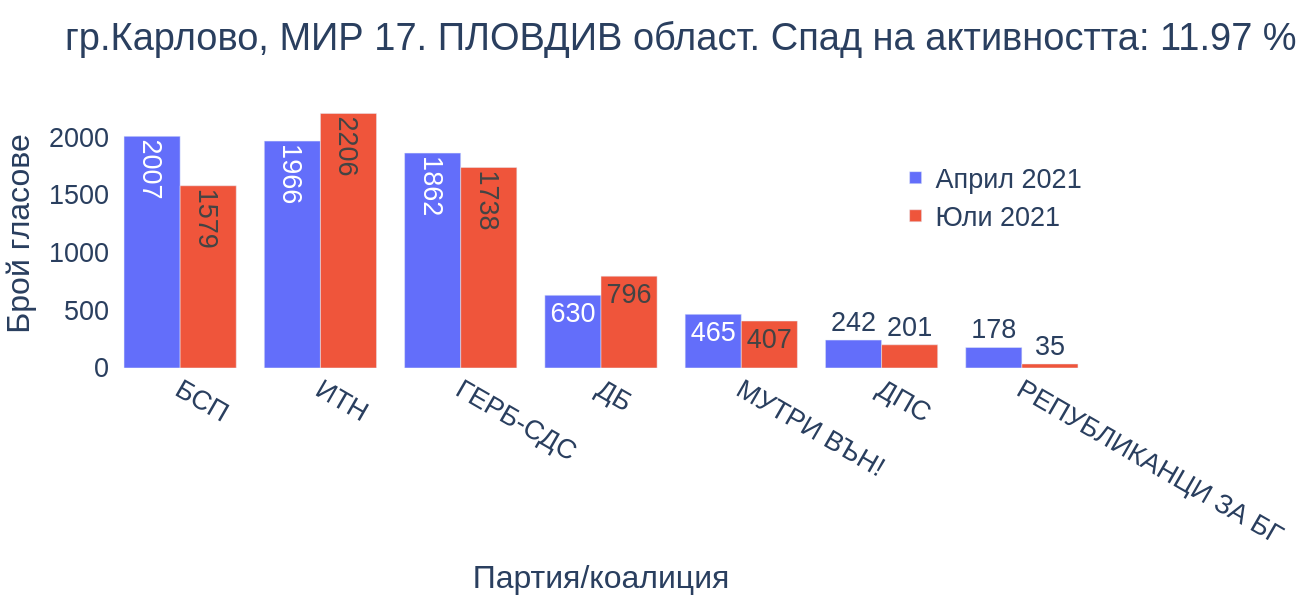 гр.Карлово, МИР 17. ПЛОВДИВ област. Спад на активността: 11.97 %
Брой гласове
2000
1500
1000
500
0
2007
1579
1966
2206
1862
1738
630
796
465
407
242
201
178
35
Април 2021
Юли 2021
БСП
ИТН
ГЕРБ-СДС
ДБ
МУТРИ ВЪН!
ДПС
РЕПУБЛИКАНЦИ ЗА БГ
Партия/коалиция